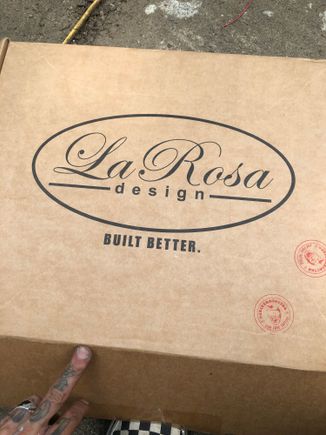 La Rosa
design
BUILT BETTER.